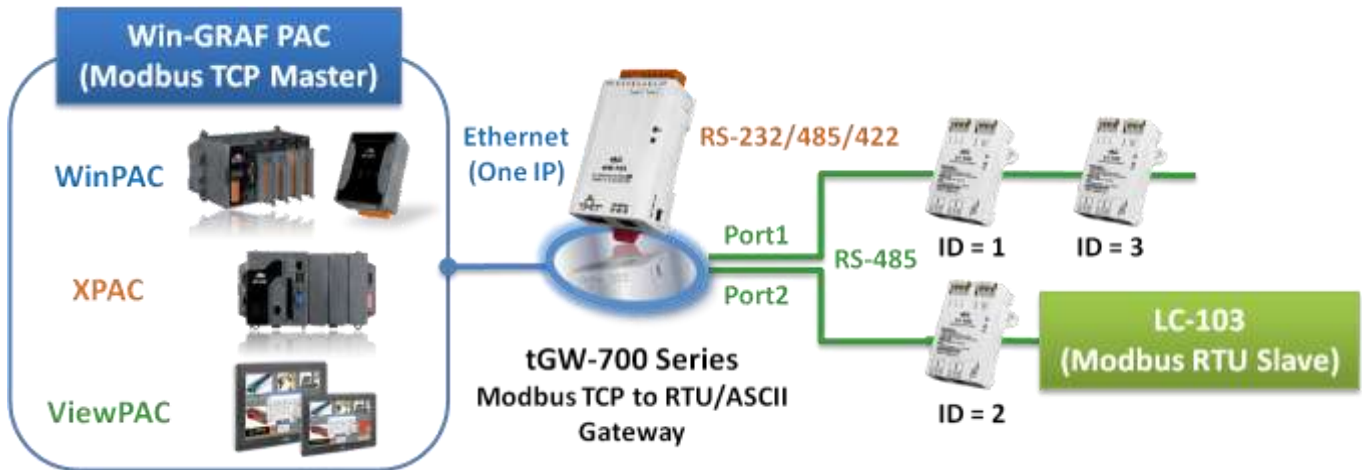 Win-GRAF PAC
(Modbus TCP Master)
WinPAC
XPAC
ViewPAC
Ethernet
(One IP)
RS-232/485/422
Port1
Port2
RS-485
tGW-700 Series
Modbus TCP to RTU/ASCII
Gateway
ID = 1
ID = 3
ID = 2
LC-103
(Modbus RTU Slave)